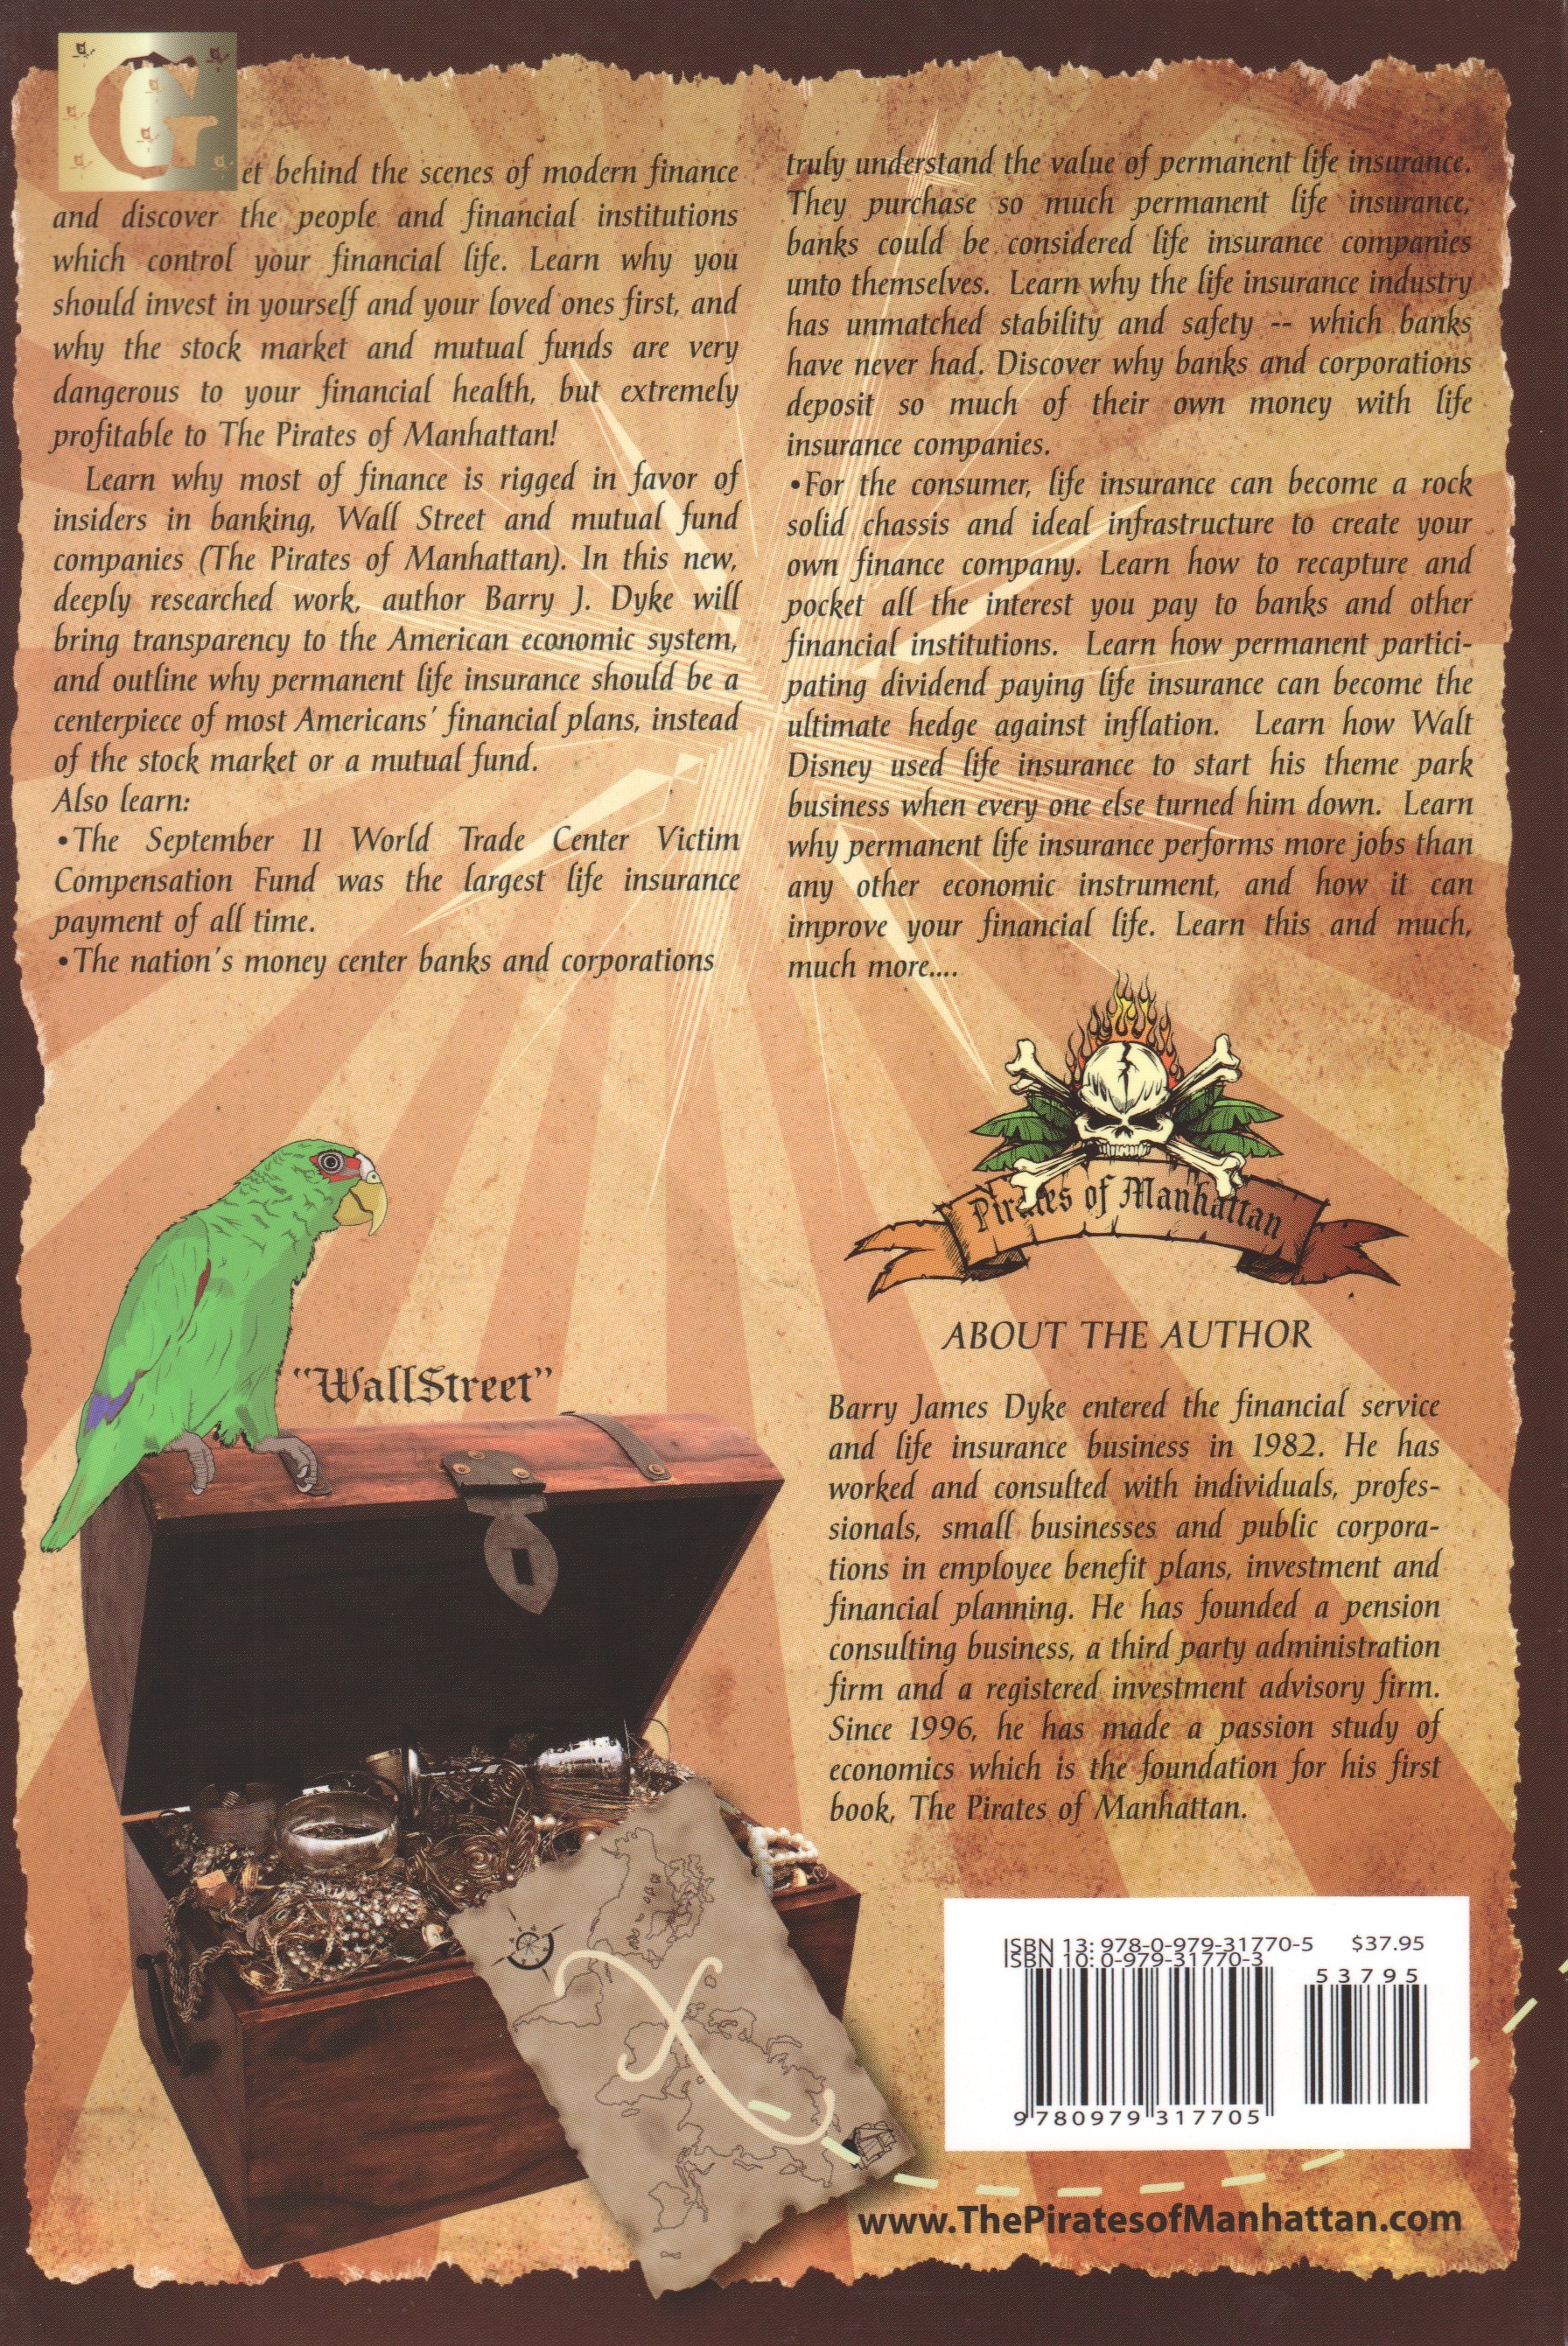 Get behind the scenes of modern finance
and discover the people and financial institutions
which control your financial life. Learn why you
should invest in yourself and your loved ones first, and
why the stock market and mutual funds are very
dangerous to your financial health, but extremely
profitable to The Pirates of Manhattan!
Learn why most of finance is rigged in favor of
insiders in banking, Wall Street and mutual fund
companies (The Pirates of Manhattan). In this new,
deeply researched work, author Barry J. Dyke will
bring transparency to the American economic system,
and outline why permanent life insurance should be a
centerpiece of most Americans' financial plans, instead
of the stock market or a mutual fund.
Also learn:
•The September 11 World Trade Center Victim
Compensation Fund was the largest life insurance
payment of all time.
•The nation's money center banks and corporations
truly understand the value of permanent life insurance.
They purchase so much permanent life insurance,
banks could be considered life insurance companies
unto themselves. Learn why the life insurance industry
has unmatched stability and safety -- which banks
have never had. Discover why banks and corporations
deposit so much of their own money with life
insurance companies.
•For the consumer, life insurance can become a rock
solid chassis and ideal infrastructure to create your
own finance company. Learn how to recapture and
pocket all the interest you pay to banks and other
financial institutions. Learn how permanent partici-
pating dividend paying life insurance can become the
ultimate hedge against inflation. Learn how Walt
Disney used life insurance to start his theme park
business when every one else turned him down. Learn
why permanent life insurance performs more jobs than
any other economic instrument, and how it can
improve your financial life. Learn this and much,
much more....
Pirates of Manhattan
"WallStreet"
ABOUT THE AUTHOR
Barry James Dyke entered the financial service
and life insurance business in 1982. He has
worked and consulted with individuals, profes-
sionals, small businesses and public corpora-
tions in employee benefit plans, investment and
financial planning. He has founded a pension
consulting business, a third party administration
firm and a registered investment advisory firm.
Since 1996, he has made a passion study of
economics which is the foundation for his first
book, The Pirates of Manhattan.
ISBN 13: 978-0-979-31770-5 $37.95
ISBN 10: 0-979-31770-3
53795
9 780979 317705
www.ThePiratesofManhattan.com